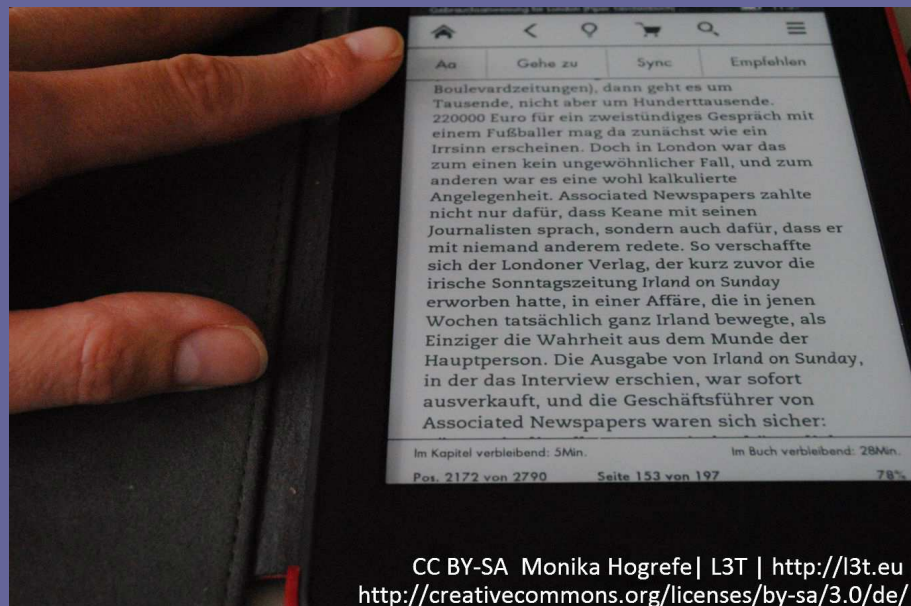 Gebrauchsanweisung für London
Aa Gehe zu Sync Empfehlen
Boulevardzeitungen), dann geht es um
Tausende, nicht aber um Hunderttausende.
220000 Euro für ein zweistündiges Gespräch mit
einem Fußballer mag da zunächst wie ein
Irrsinn erscheinen. Doch in London war das
zum einen kein ungewöhnlicher Fall, und zum
anderen war es eine wohl kalkulierte
Angelegenheit. Associated Newspapers zahlte
nicht nur dafür, dass Keane mit seinen
Journalisten sprach, sondern auch dafür, dass er
mit niemand anderem redete. So verschaffte
sich der Londoner Verlag, der kurz zuvor die
irische Sonntagszeitung Irland on Sunday
erworben hatte, in einer Affäre, die in jenen
Wochen tatsächlich ganz Irland bewegte, als
Einziger die Wahrheit aus dem Munde der
Hauptperson. Die Ausgabe von Irland on Sunday,
in der das Interview erschien, war sofort
ausverkauft, und die Geschäftsführer von
Associated Newspapers waren sich sicher:
Im Kapitel verbleibend: 5Min. Im Buch verbleibend: 28Min.
Pos. 2172 von 2790 Seite 153 von 197 78%
CC BY-SA Monika Hogrefe| L3T | http://l3t.eu
http://creativecommons.org/licenses/by-sa/3.0/de/